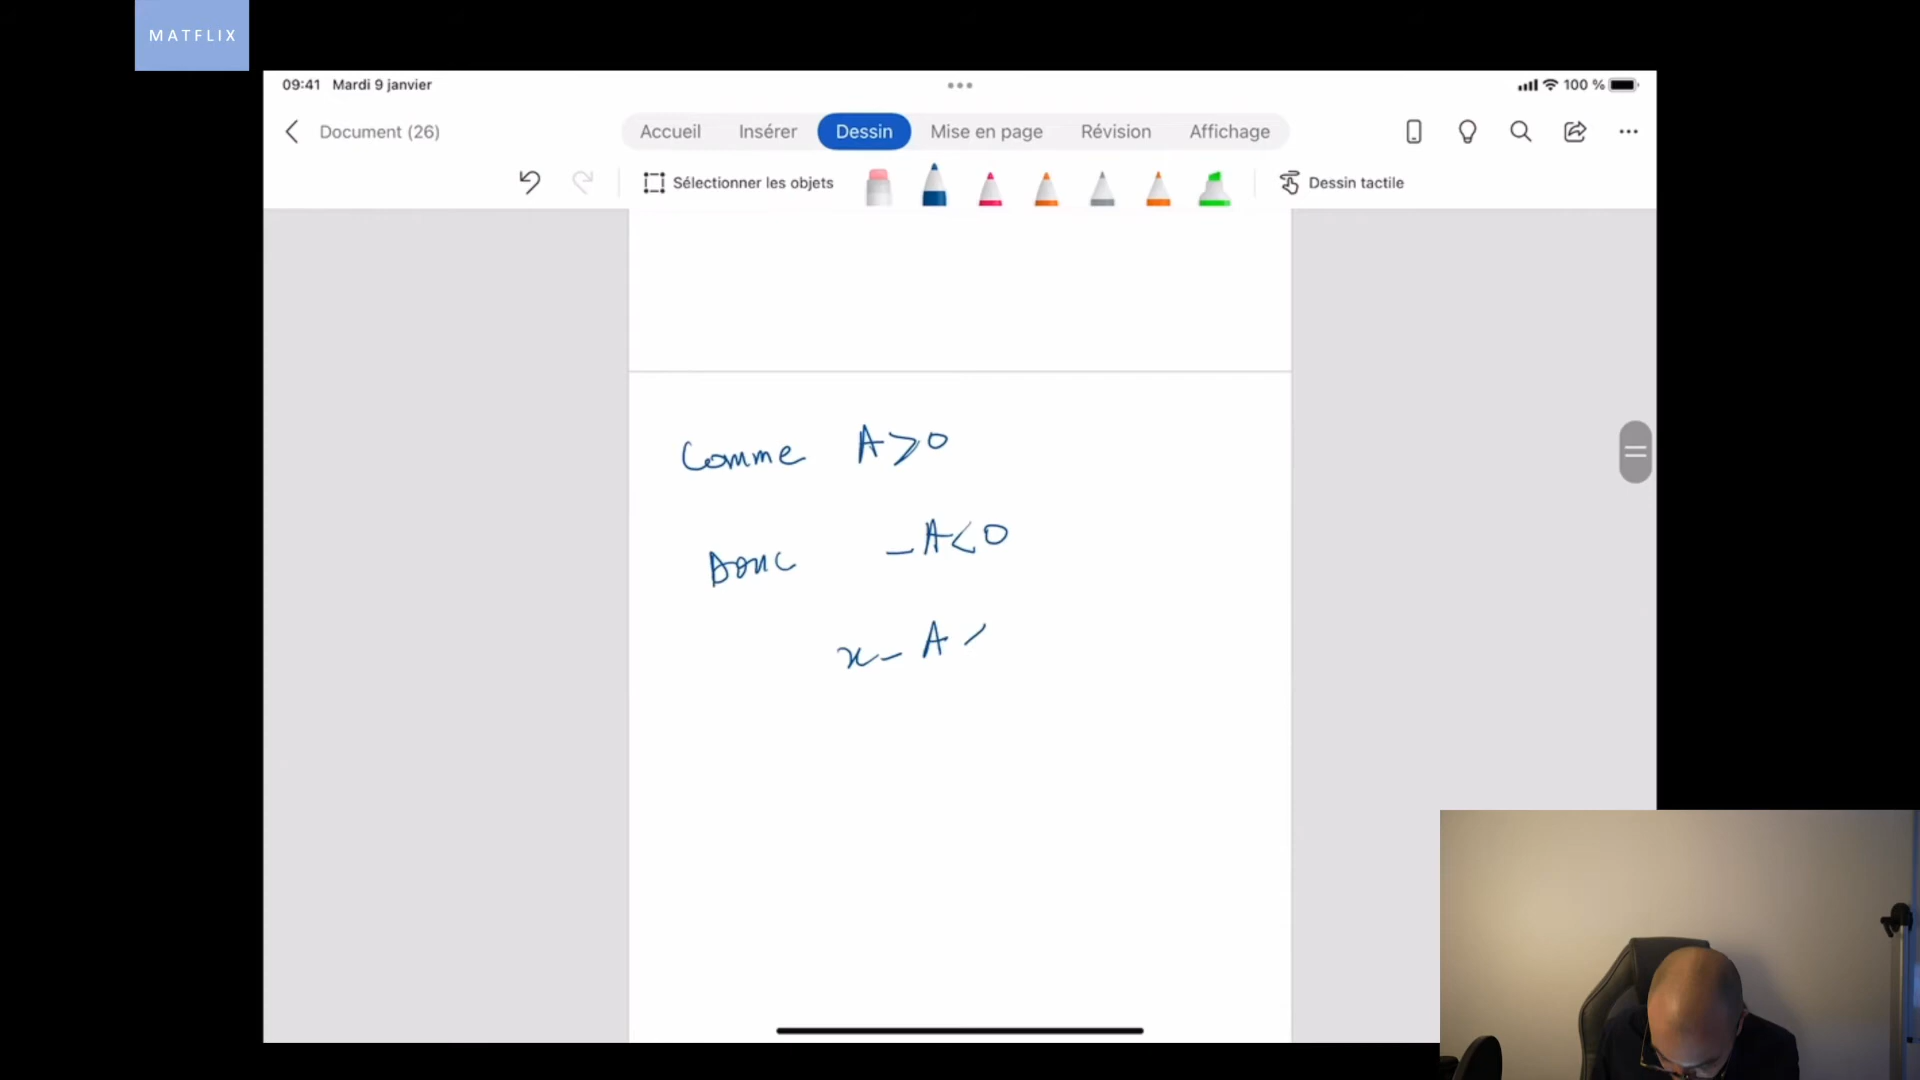 MATFLIX
09:41 Mardi 9 janvier
100 %
Document (26)
Accueil Insérer Dessin Mise en page Révision Affichage
Sélectionner les objets
Dessin tactile
Comme A>0
Donc -A<0
x-A